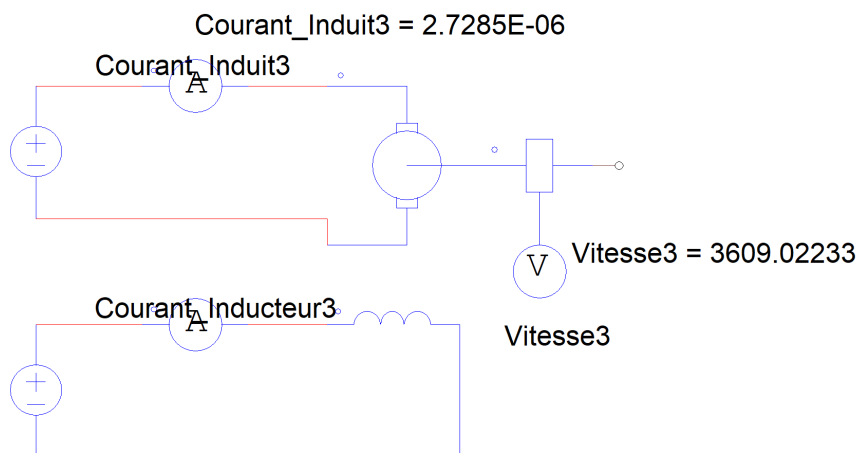 Courant_Induit3 = 2.7285E-06
Courant_Induit3
A
V
Vitesse3 = 3609.02233
Courant_Inducteur3
A
Vitesse3